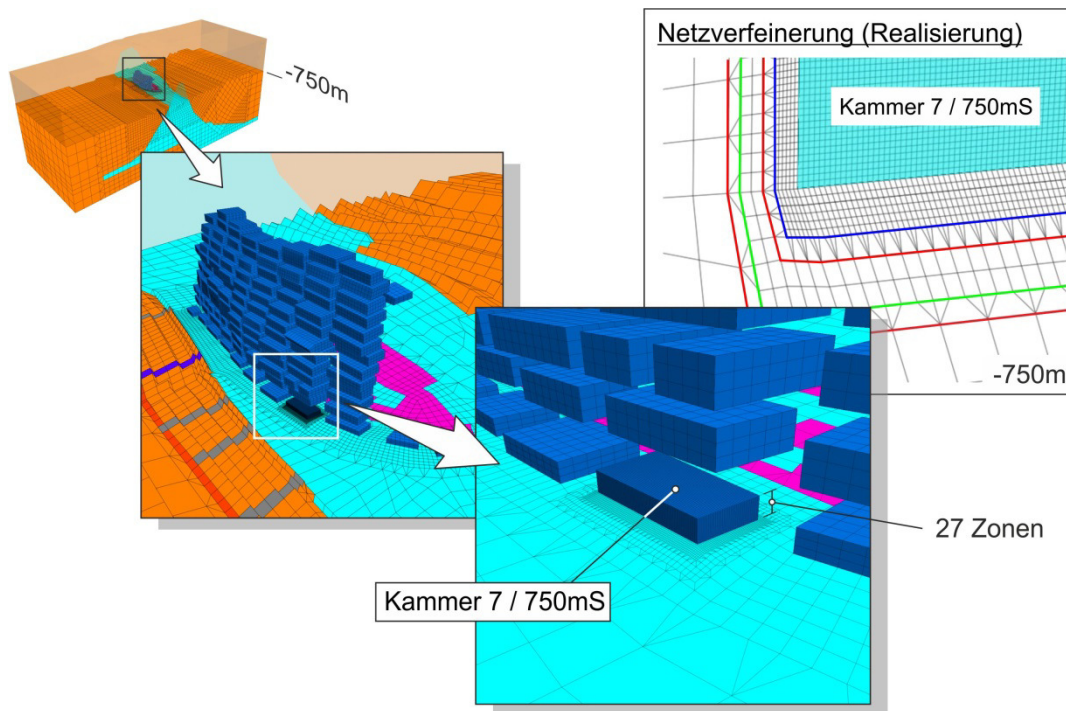 -750m
Netzverfeinerung (Realisierung)
Kammer 7 / 750mS
-750m
27 Zonen
Kammer 7 / 750mS